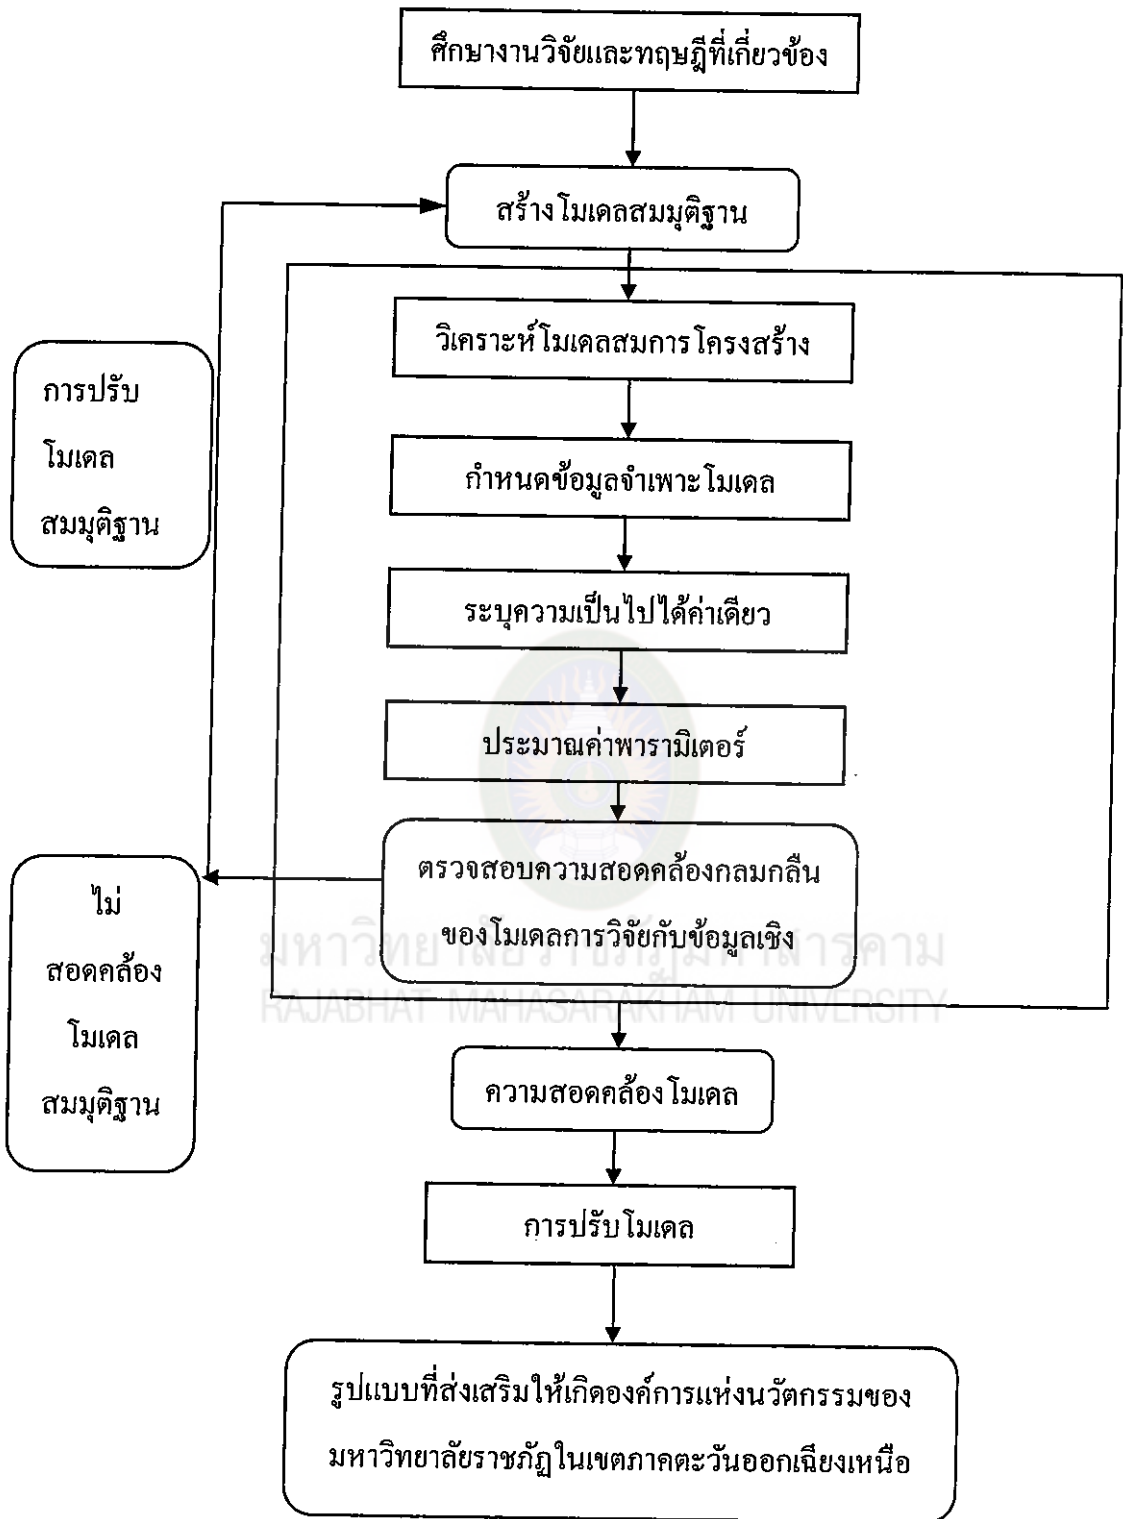 ศึกษางานวิจัยและทฤษฎีที่เกี่ยวข้อง
สร้างโมเดลสมมุติฐาน
วิเคราะห์โมเดลสมการโครงสร้าง
การปรับ
โมเดล
สมมุติฐาน
กำหนดข้อมูลจำเพาะโมเดล
ระบุความเป็นไปได้ค่าเดียว
ประมาณค่าพารามิเตอร์
ตรวจสอบความสอดคล้องกลมกลืน
ของโมเดลการวิจัยกับข้อมูลเชิง
ไม่
สอดคล้อง
โมเดล
สมมุติฐาน
มหาวิทยาลัยราชภัฏมหาสารคาม
RAJABHAT MAHASARAKHAM UNIVERSITY
ความสอดคล้องโมเดล
การปรับโมเดล
รูปแบบที่ส่งเสริมให้เกิดองค์การแห่งนวัตกรรมของ
มหาวิทยาลัยราชภัฏในเขตภาคตะวันออกเฉียงเหนือ